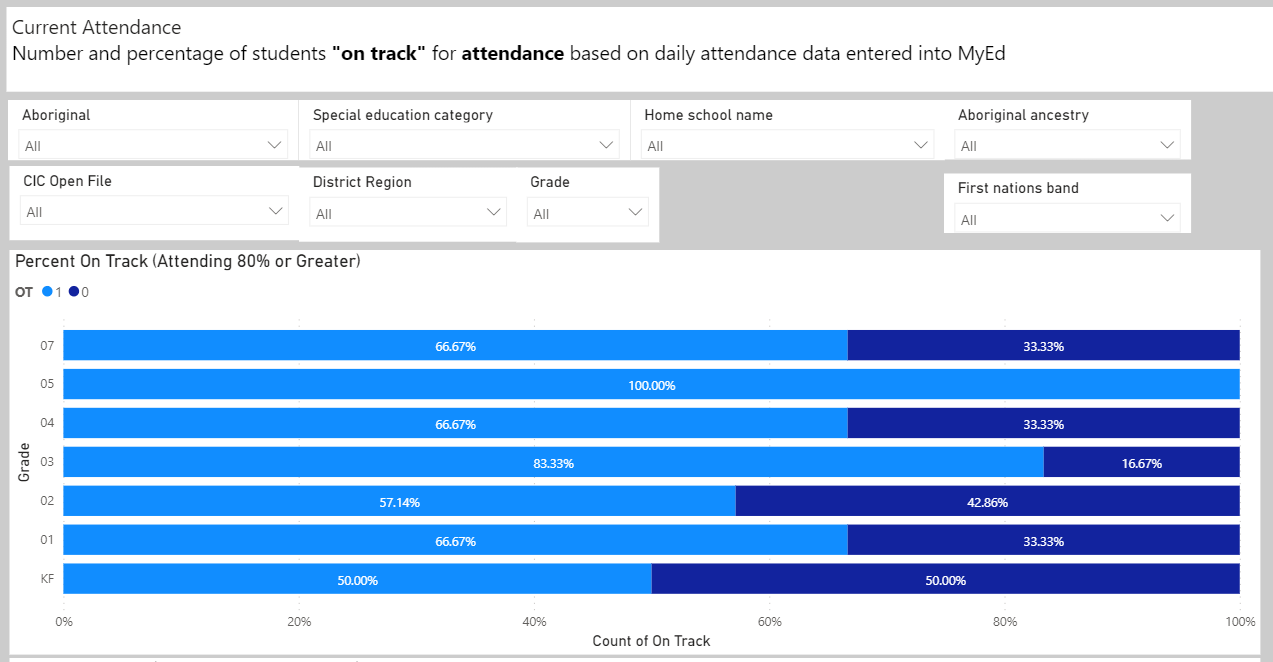 Current Attendance
Number and percentage of students "on track" for attendance based on daily attendance data entered into MyEd
Aboriginal
All
Special education category
All
Home school name
All
Aboriginal ancestry
All
CIC Open File
All
District Region
All
Grade
All
First nations band
All
Percent On Track (Attending 80% or Greater)
OT 1 0
Grade
07 66.67% 33.33%
05 100.00%
04 66.67% 33.33%
03 83.33% 16.67%
02 57.14% 42.86%
01 66.67% 33.33%
KF 50.00% 50.00%
0% 20% 40% 60% 80% 100%
Count of On Track